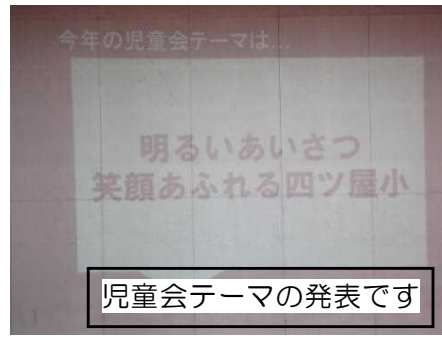 今年の児童会テーマは…
明るいあいさつ
笑顔あふれる四ツ屋小
児童会テーマの発表です